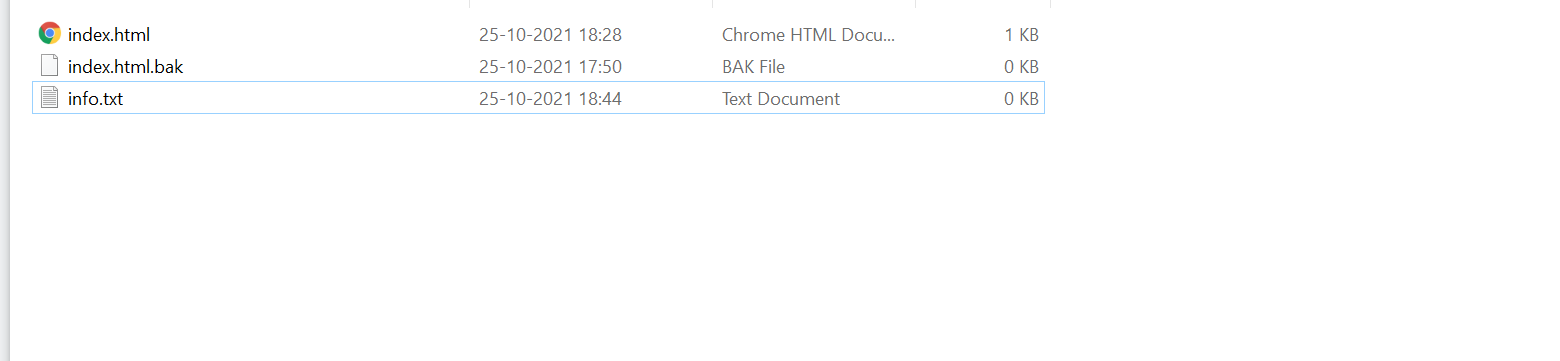 index.html 25-10-2021 18:28 Chrome HTML Docu... 1 KB
index.html.bak 25-10-2021 17:50 BAK File 0 KB
info.txt 25-10-2021 18:44 Text Document 0 KB